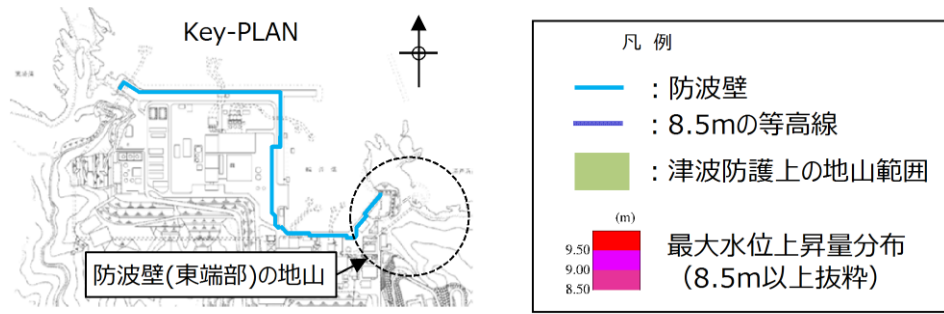 Key-PLAN
防波壁(東端部)の地山
凡 例
：防波壁
：8.5mの等高線
：津波防護上の地山範囲
(m)
9.50
9.00
8.50
最大水位上昇量分布
（8.5m以上抜粋）